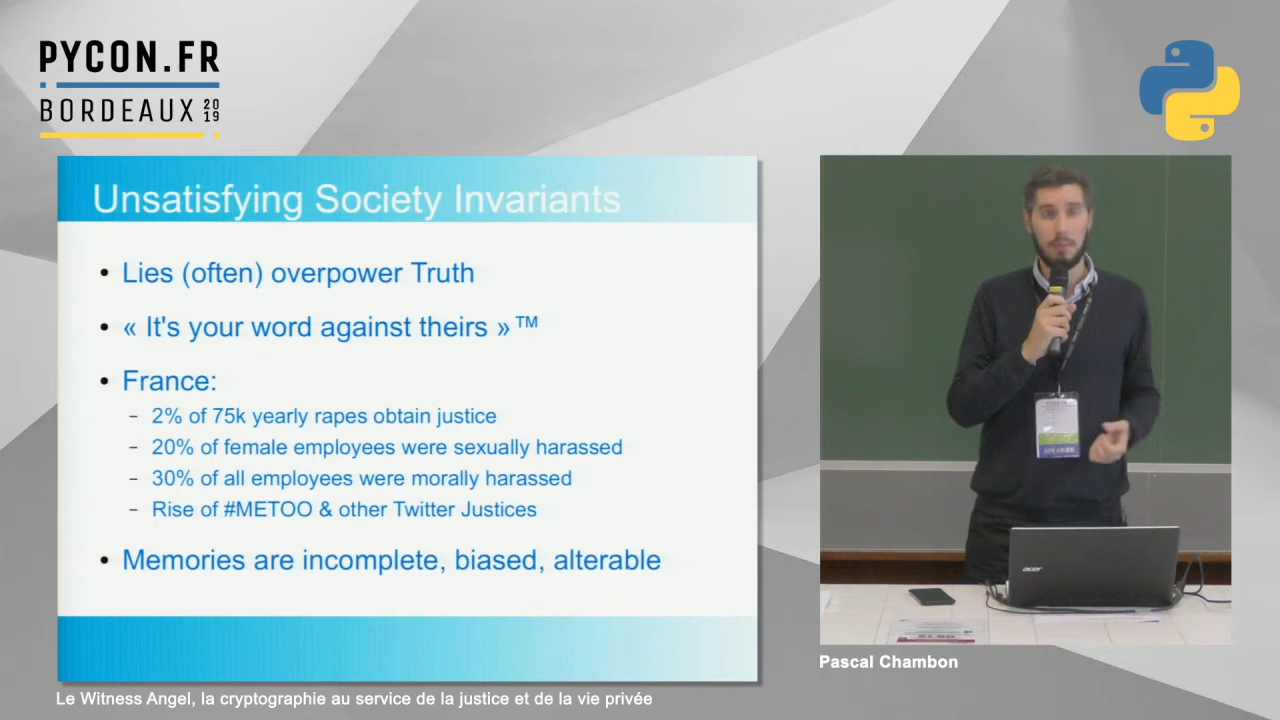 PYCON.FR
BORDEAUX 2019
Unsatisfying Society Invariants
• Lies (often) overpower Truth
• « It's your word against theirs »™
• France:
– 2% of 75k yearly rapes obtain justice
– 20% of female employees were sexually harassed
– 30% of all employees were morally harassed
– Rise of #METOO & other Twitter Justices
• Memories are incomplete, biased, alterable
SPEAKER
acer
Pascal Chambon
Le Witness Angel, la cryptographie au service de la justice et de la vie privée